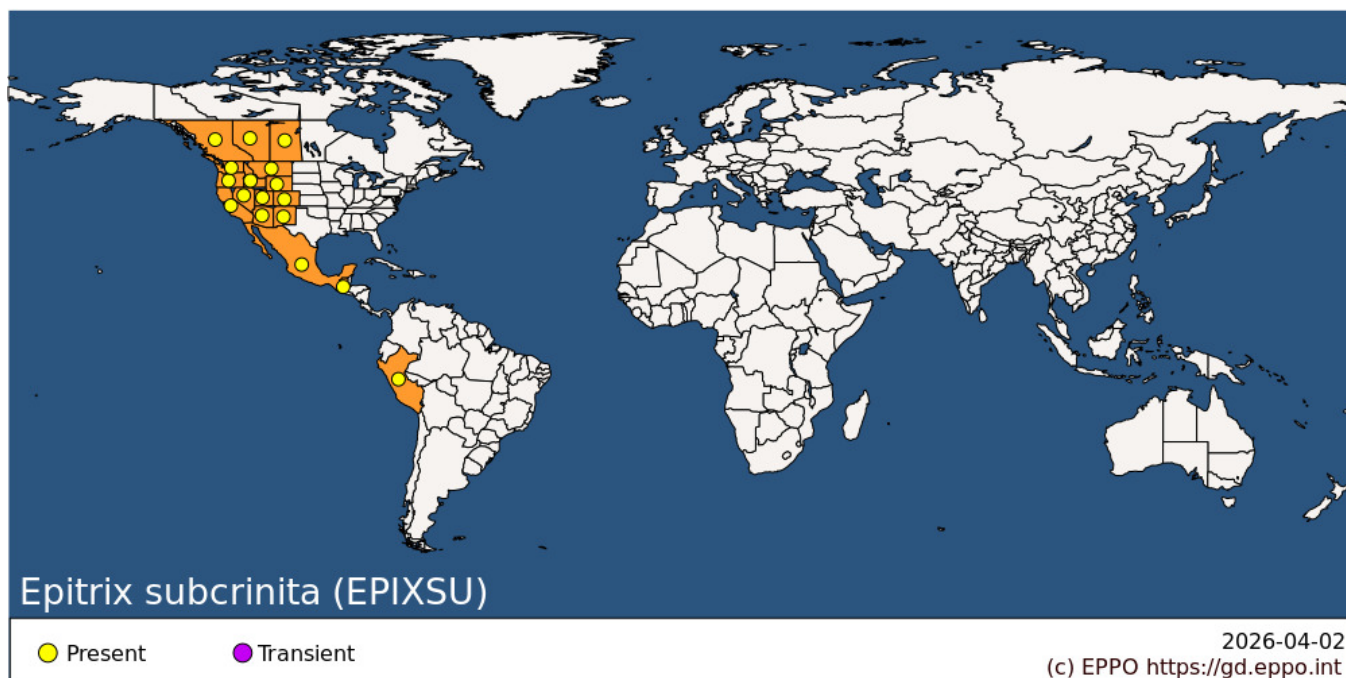 Epitrix subcrinita (EPIXSU)
Present
Transient
2026-04-02
(c) EPPO https://gd.eppo.int